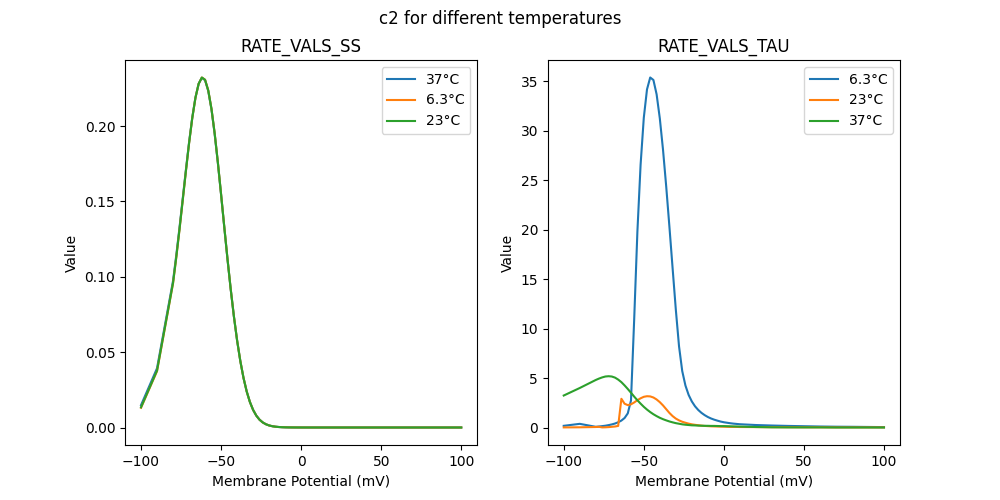 c2 for different temperatures
RATE_VALS_SS
37°C
6.3°C
23°C
0.20
0.15
0.10
0.05
0.00
Value
−100
−50
0
50
100
Membrane Potential (mV)
RATE_VALS_TAU
6.3°C
23°C
37°C
35
30
25
20
15
10
5
0
Value
−100
−50
0
50
100
Membrane Potential (mV)